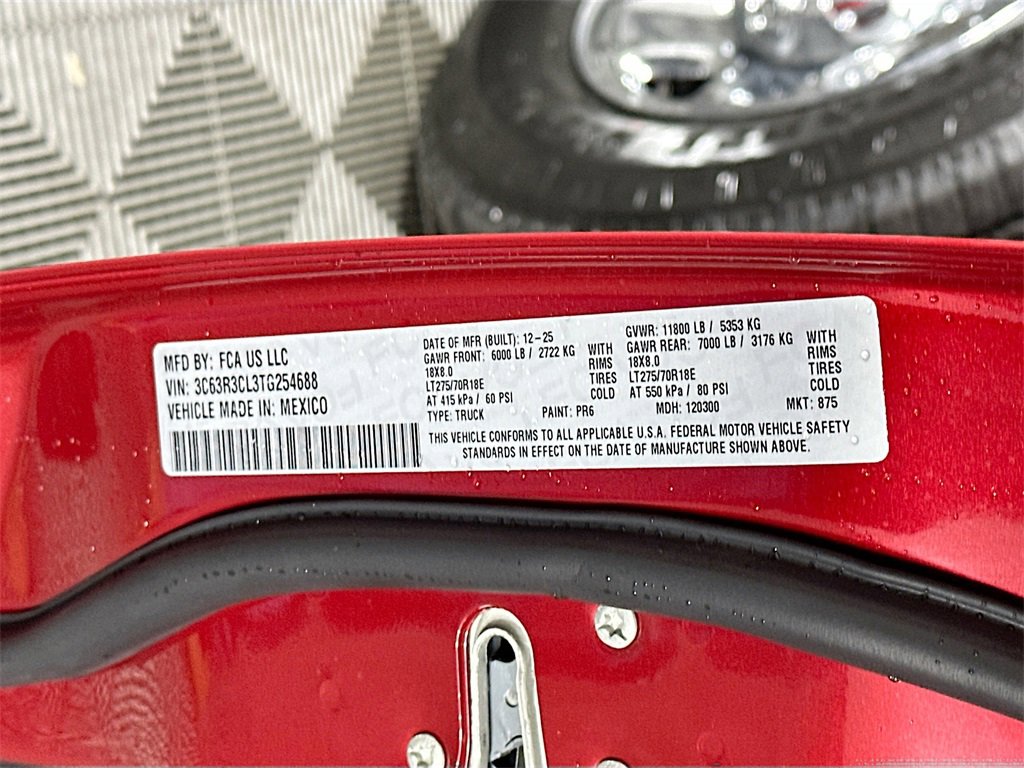 MFD BY: FCA US LLC
VIN: 3C63R3CL3TG254688
VEHICLE MADE IN: MEXICO
DATE OF MFR (BUILT): 12-25
GAWR FRONT: 6000 LB / 2722 KG WITH
18X8.0 RIMS
LT275/70R18E TIRES
AT 415 kPa / 60 PSI COLD
TYPE: TRUCK PAINT: PR6
GVWR: 11800 LB / 5353 KG
GAWR REAR: 7000 LB / 3176 KG WITH
18X8.0 RIMS
LT275/70R18E TIRES
AT 550 kPa / 80 PSI COLD
MDH: 120300 MKT: 875
THIS VEHICLE CONFORMS TO ALL APPLICABLE U.S.A. FEDERAL MOTOR VEHICLE SAFETY
STANDARDS IN EFFECT ON THE DATE OF MANUFACTURE SHOWN ABOVE.